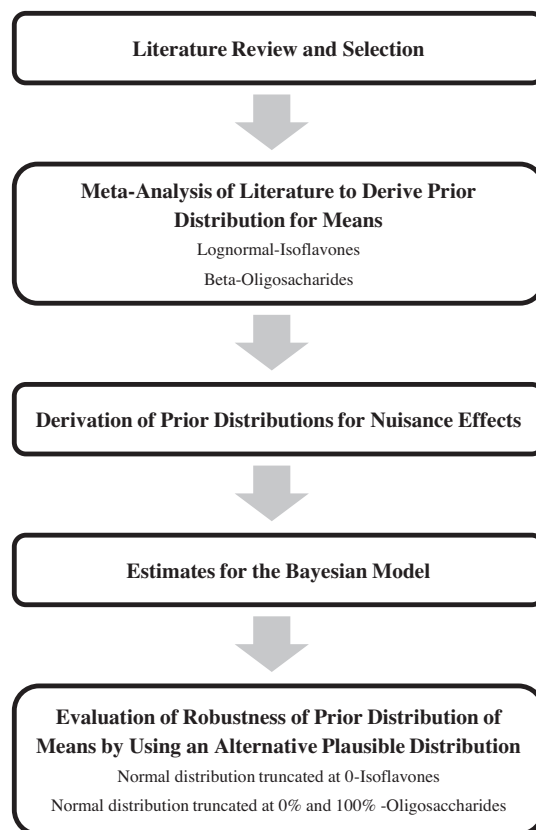 Literature Review and Selection
Meta-Analysis of Literature to Derive Prior
Distribution for Means
Lognormal-Isoflavones
Beta-Oligosacharides
Derivation of Prior Distributions for Nuisance Effects
Estimates for the Bayesian Model
Evaluation of Robustness of Prior Distribution of
Means by Using an Alternative Plausible Distribution
Normal distribution truncated at 0-Isoflavones
Normal distribution truncated at 0% and 100% -Oligosaccharides